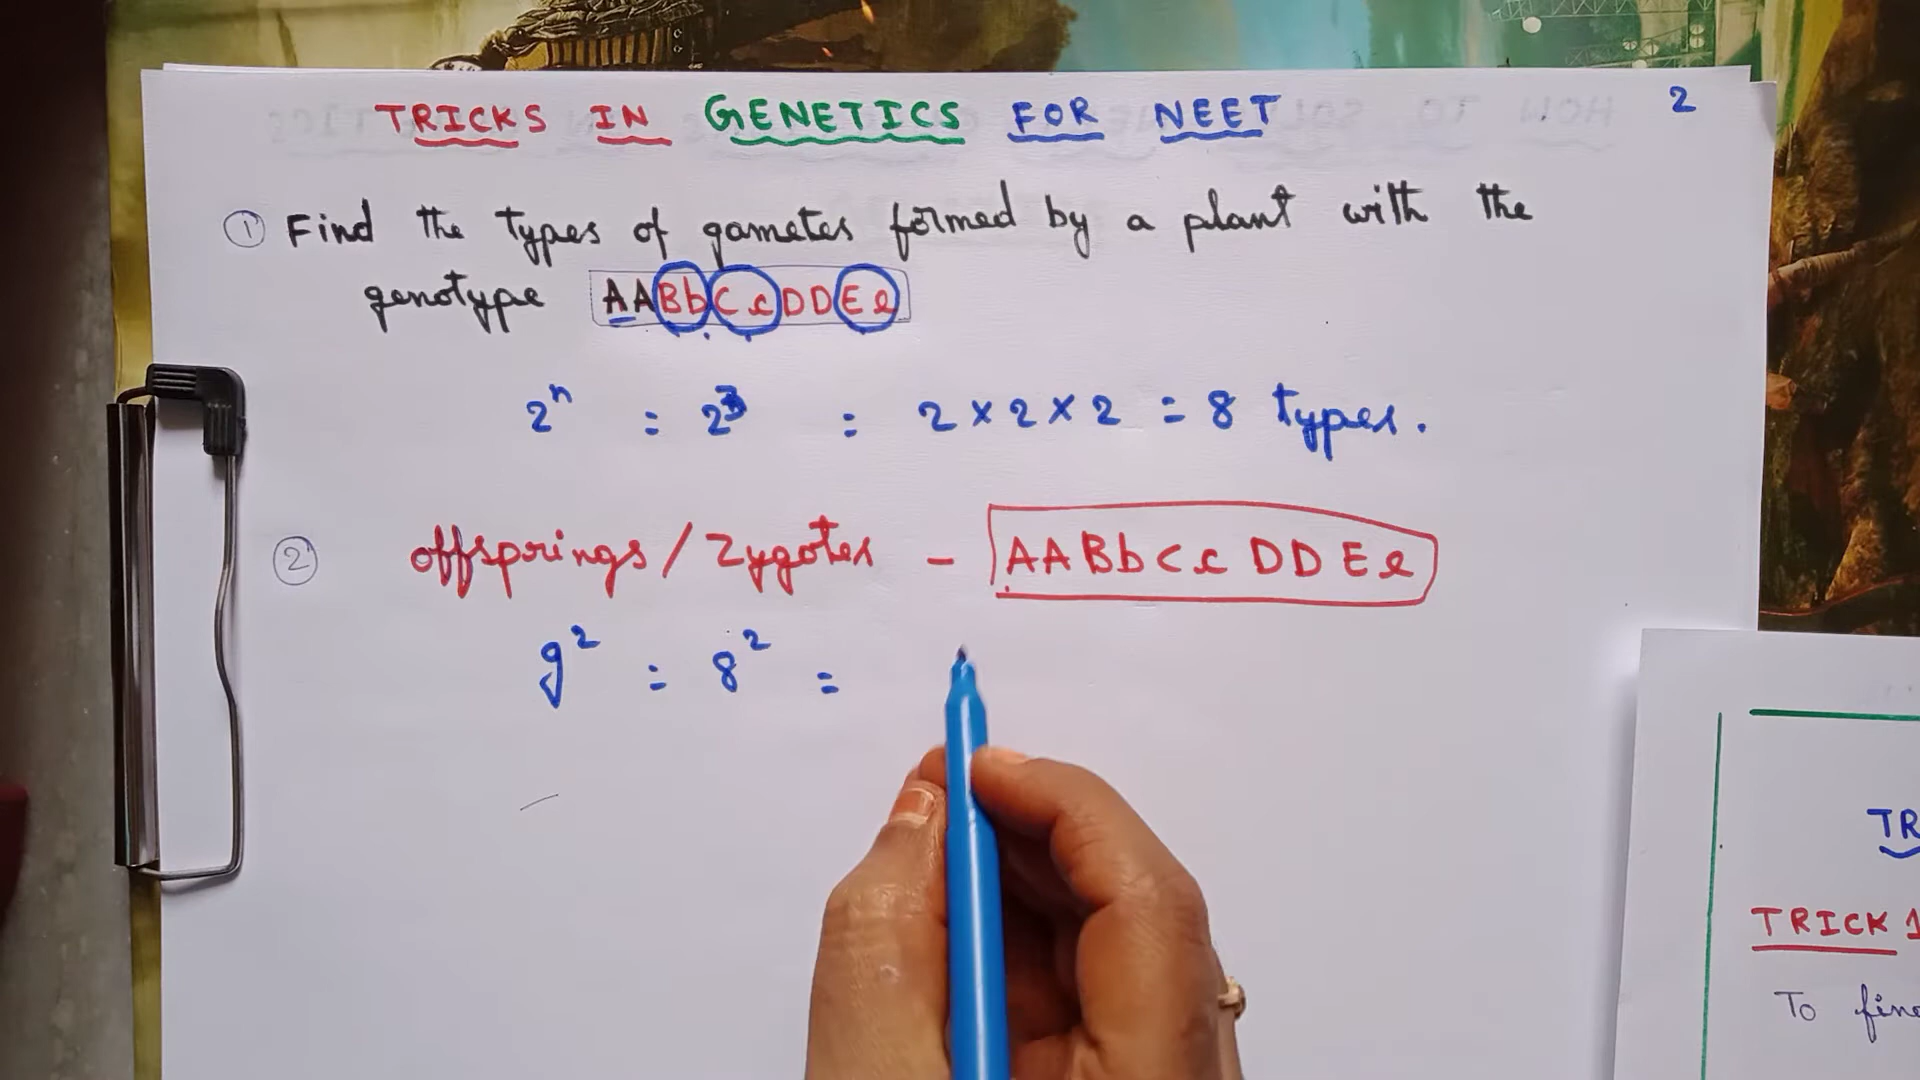 TRICKS IN GENETICS FOR NEET 2
① Find the types of gametes formed by a plant with the
genotype AABbCcDDEe
2ⁿ = 2³ = 2 × 2 × 2 = 8 types.
② offsprings / Zygotes – AABbCcDDEe
g² = 8² =
TRICK 1
To